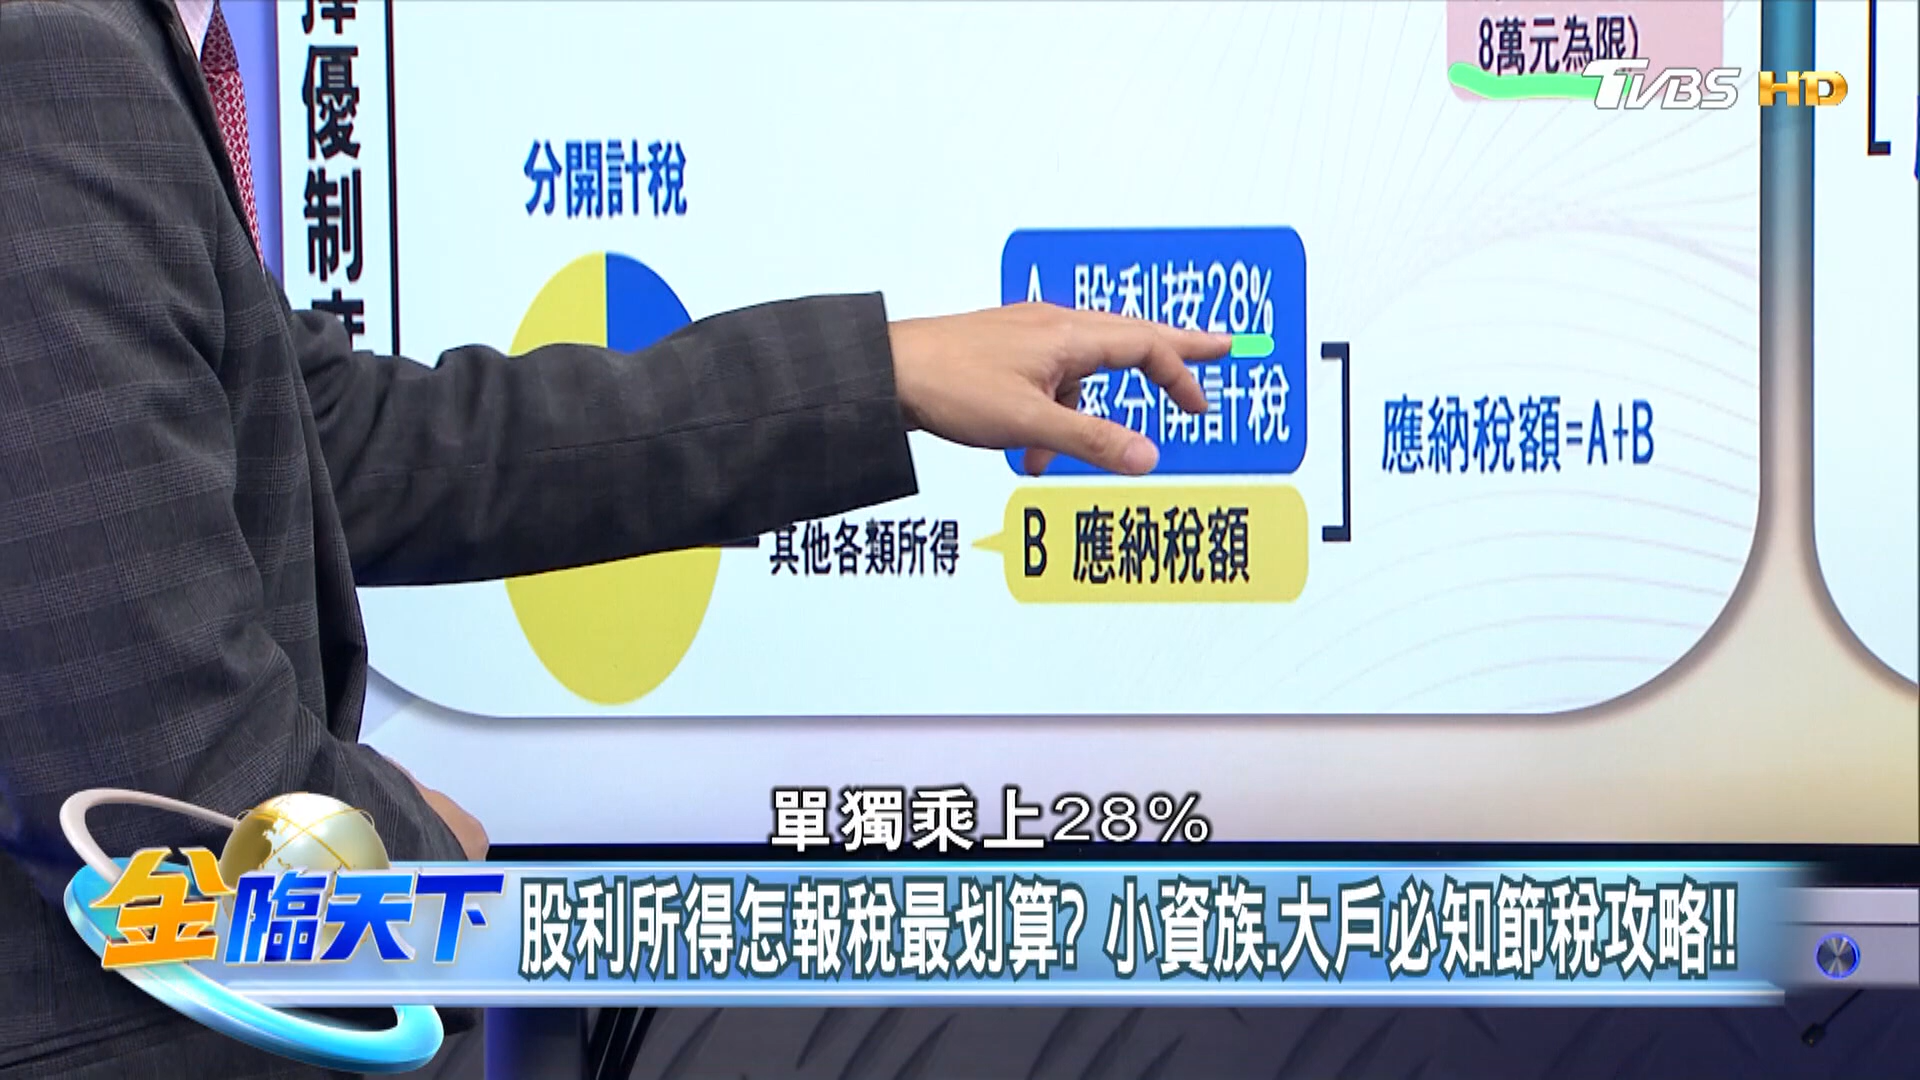 優制
8萬元為限)
TVBS HD
分開計稅
A 股利按28%
率分開計稅
應納稅額=A+B
其他各類所得
B 應納稅額
單獨乘上28%
金臨天下
股利所得怎報稅最划算? 小資族.大戶必知節稅攻略!!